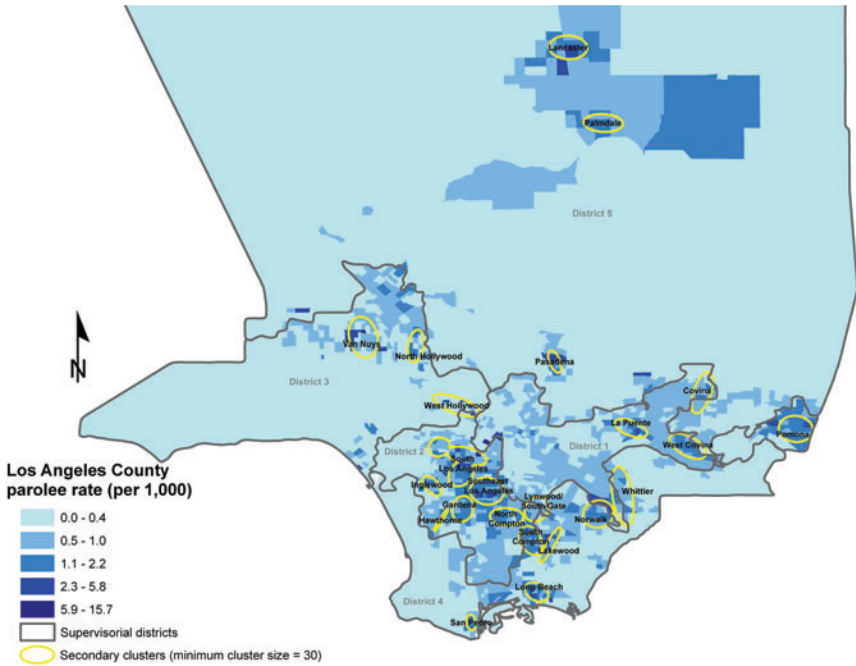 Lancaster
Palmdale
District 5
Van Nuys
North Hollywood
Pasadena
District 3
West Hollywood
Covina
La Puente
District 1
West Covina
Pomona
District 2
South
Los Angeles
Inglewood
Southeast
Los Angeles
Whittier
Gardena
Lynwood/
South Gate
Hawthorne
North
Compton
Norwalk
South
Compton
Lakewood
Long Beach
District 4
San Pedro
N
Los Angeles County
parolee rate (per 1,000)
0.0 - 0.4
0.5 - 1.0
1.1 - 2.2
2.3 - 5.8
5.9 - 15.7
Supervisorial districts
Secondary clusters (minimum cluster size = 30)